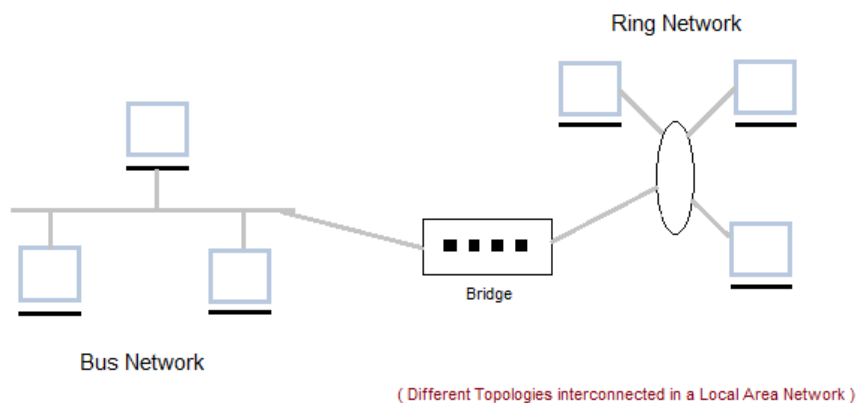 Ring Network
Bridge
Bus Network
( Different Topologies interconnected in a Local Area Network )